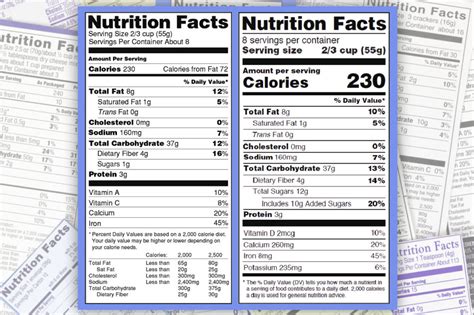 Nutrition Facts
Serving Size 2/3 cup (55g)
Servings Per Container About 8
Amount Per Serving
Calories 230 Calories from Fat 72
% Daily Value*
Total Fat 8g 12%
Saturated Fat 1g 5%
Trans Fat 0g
Cholesterol 0mg 0%
Sodium 160mg 7%
Total Carbohydrate 37g 12%
Dietary Fiber 4g 16%
Sugars 1g
Protein 3g
Vitamin A 10%
Vitamin C 8%
Calcium 20%
Iron 45%
* Percent Daily Values are based on a 2,000 calorie diet.
Your daily value may be higher or lower depending on
your calorie needs.
Calories: 2,000 2,500
Total Fat Less than 65g 80g
Sat Fat Less than 20g 25g
Cholesterol Less than 300mg 300mg
Sodium Less than 2,400mg 2,400mg
Total Carbohydrate 300g 375g
Dietary Fiber 25g 30g
Nutrition Facts
8 servings per container
Serving size 2/3 cup (55g)
Amount per serving
Calories 230
% Daily Value*
Total Fat 8g 10%
Saturated Fat 1g 5%
Trans Fat 0g
Cholesterol 0mg 0%
Sodium 160mg 7%
Total Carbohydrate 37g 13%
Dietary Fiber 4g 14%
Total Sugars 12g
Includes 10g Added Sugars 20%
Protein 3g
Vitamin D 2mcg 10%
Calcium 260mg 20%
Iron 8mg 45%
Potassium 235mg 6%
* The % Daily Value (DV) tells you how much a nutrient in
a serving of food contributes to a daily diet. 2,000 calories
a day is used for general nutrition advice.
Nutrition Facts